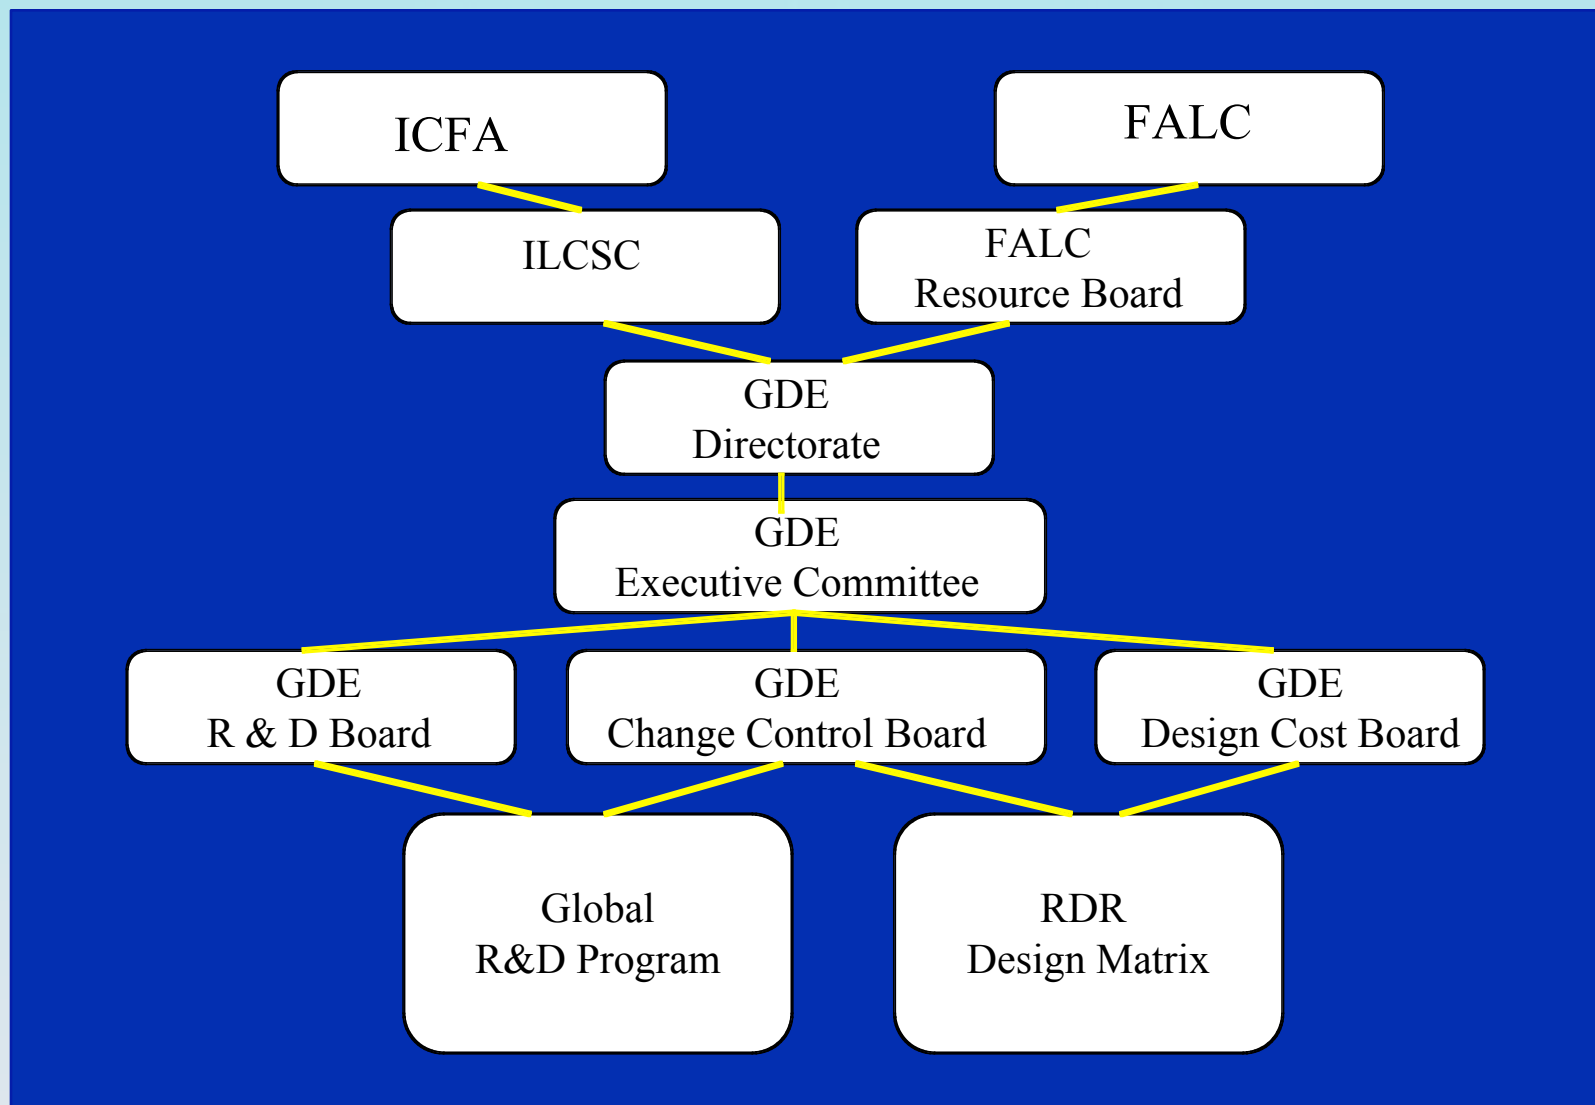 ICFA
FALC
ILCSC
FALC
Resource Board
GDE
Directorate
GDE
Executive Committee
GDE
R & D Board
GDE
Change Control Board
GDE
Design Cost Board
Global
R&D Program
RDR
Design Matrix